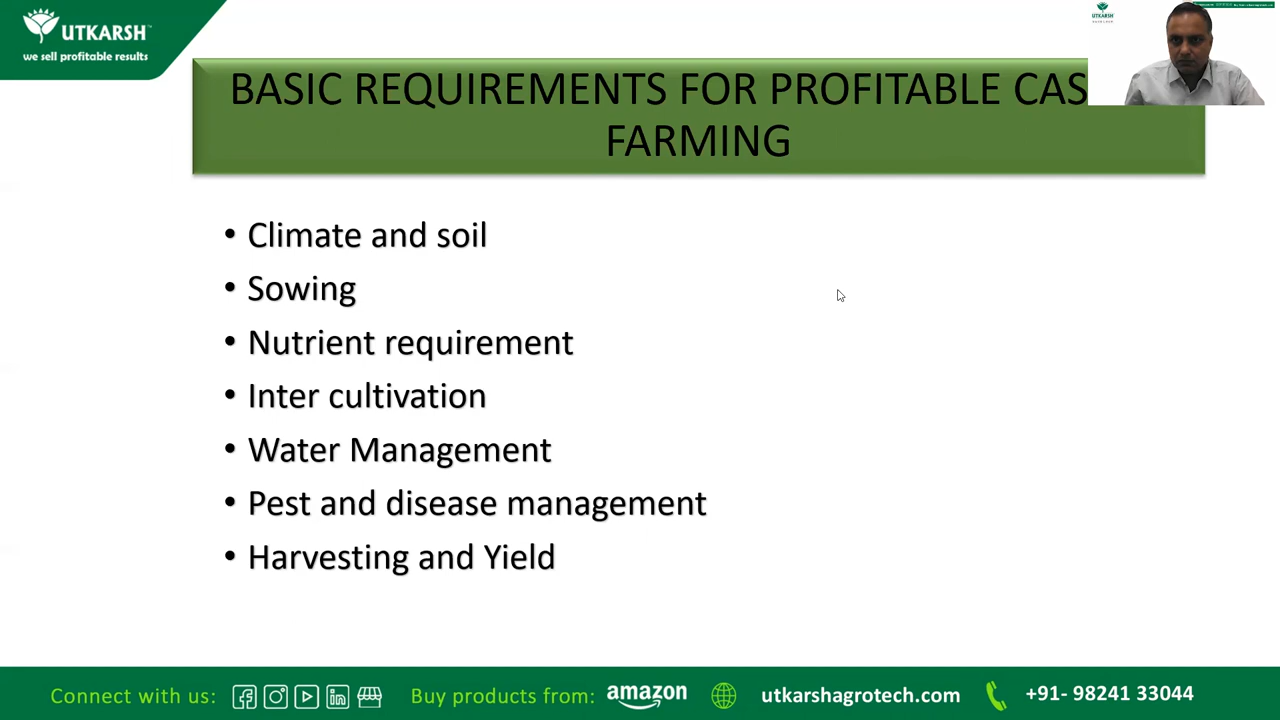 UTKARSH
we sell profitable results
UTKARSH
BASIC REQUIREMENTS FOR PROFITABLE CAS
FARMING
• Climate and soil
• Sowing
• Nutrient requirement
• Inter cultivation
• Water Management
• Pest and disease management
• Harvesting and Yield
Connect with us:
Buy products from: amazon
utkarshagrotech.com
+91- 98241 33044